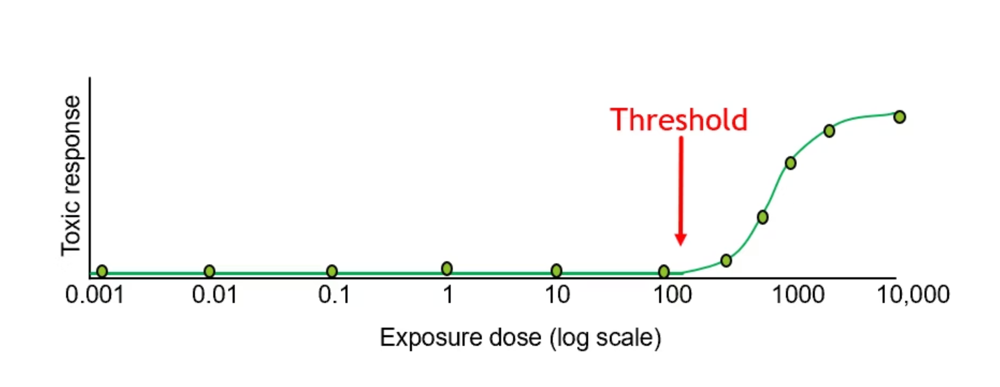 Toxic response
Threshold
0.001 0.01 0.1 1 10 100 1000 10,000
Exposure dose (log scale)